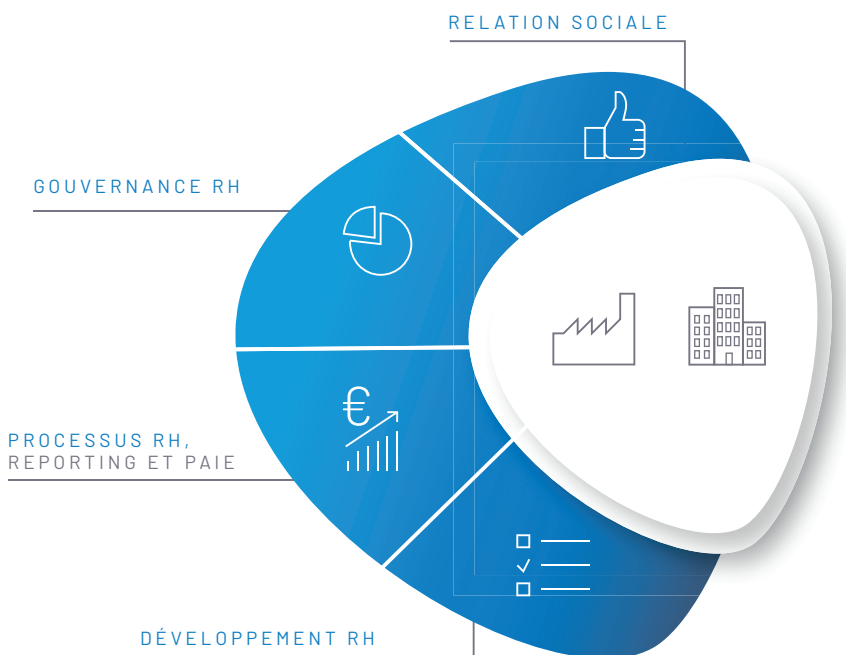 RELATION SOCIALE
GOUVERNANCE RH
€
PROCESSUS RH,
REPORTING ET PAIE
DÉVELOPPEMENT RH